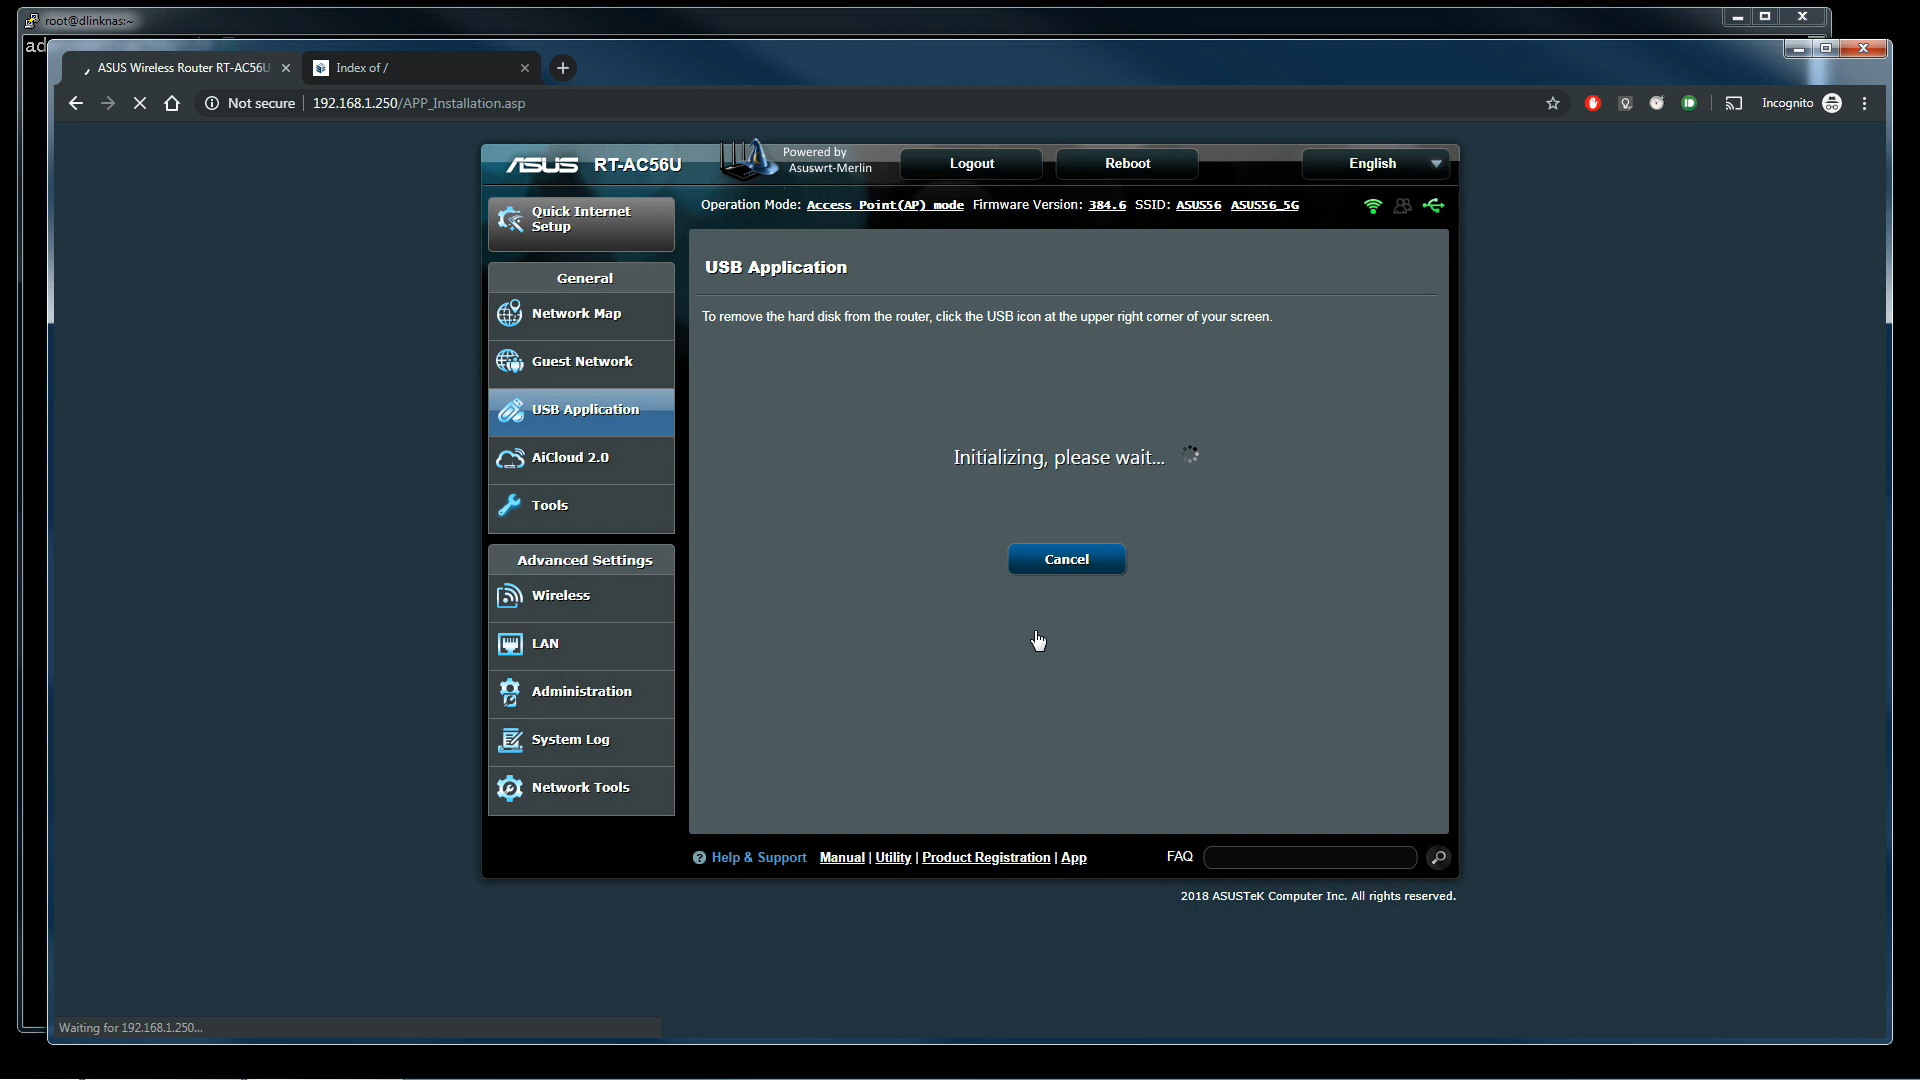 root@dlinknas:~
ad
ASUS Wireless Router RT-AC56U
Index of /
Not secure
192.168.1.250/APP_Installation.asp
Incognito
ASUS RT-AC56U
Powered by
Asuswrt-Merlin
Logout
Reboot
English
Quick Internet
Setup
Operation Mode: Access Point(AP) mode Firmware Version: 384.6 SSID: ASUS56 ASUS56_5G
General
Network Map
Guest Network
USB Application
AiCloud 2.0
Tools
Advanced Settings
Wireless
LAN
Administration
System Log
Network Tools
USB Application
To remove the hard disk from the router, click the USB icon at the upper right corner of your screen.
Initializing, please wait...
Cancel
Help & Support Manual | Utility | Product Registration | App
FAQ
2018 ASUSTeK Computer Inc. All rights reserved.
Waiting for 192.168.1.250...